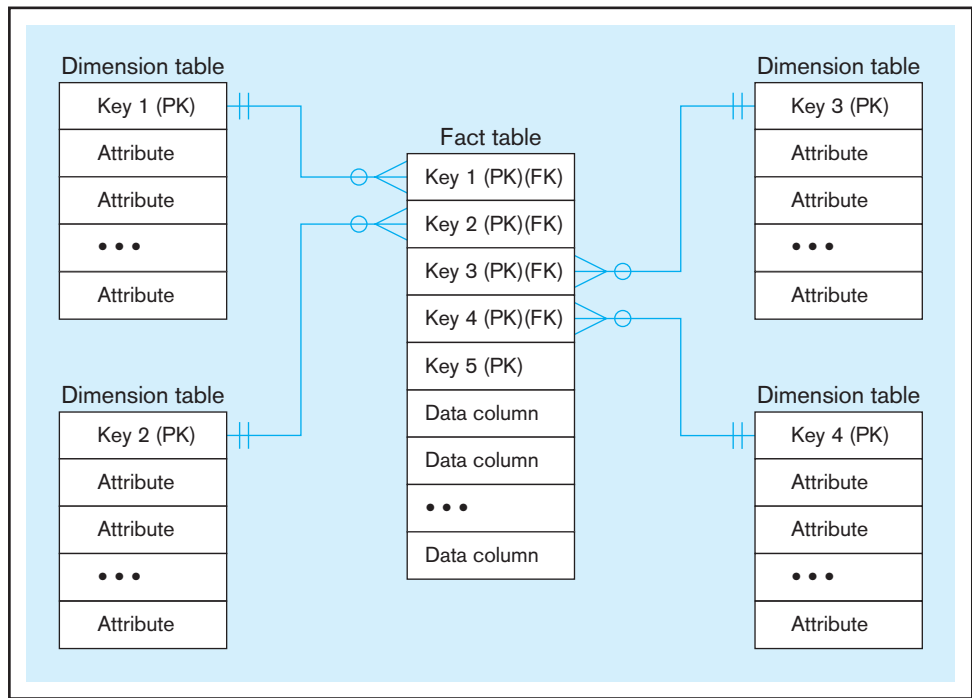 Dimension table
Key 1 (PK)
Attribute
Attribute
• • •
Attribute
Dimension table
Key 2 (PK)
Attribute
Attribute
• • •
Attribute
Fact table
Key 1 (PK)(FK)
Key 2 (PK)(FK)
Key 3 (PK)(FK)
Key 4 (PK)(FK)
Key 5 (PK)
Data column
Data column
• • •
Data column
Dimension table
Key 3 (PK)
Attribute
Attribute
• • •
Attribute
Dimension table
Key 4 (PK)
Attribute
Attribute
• • •
Attribute